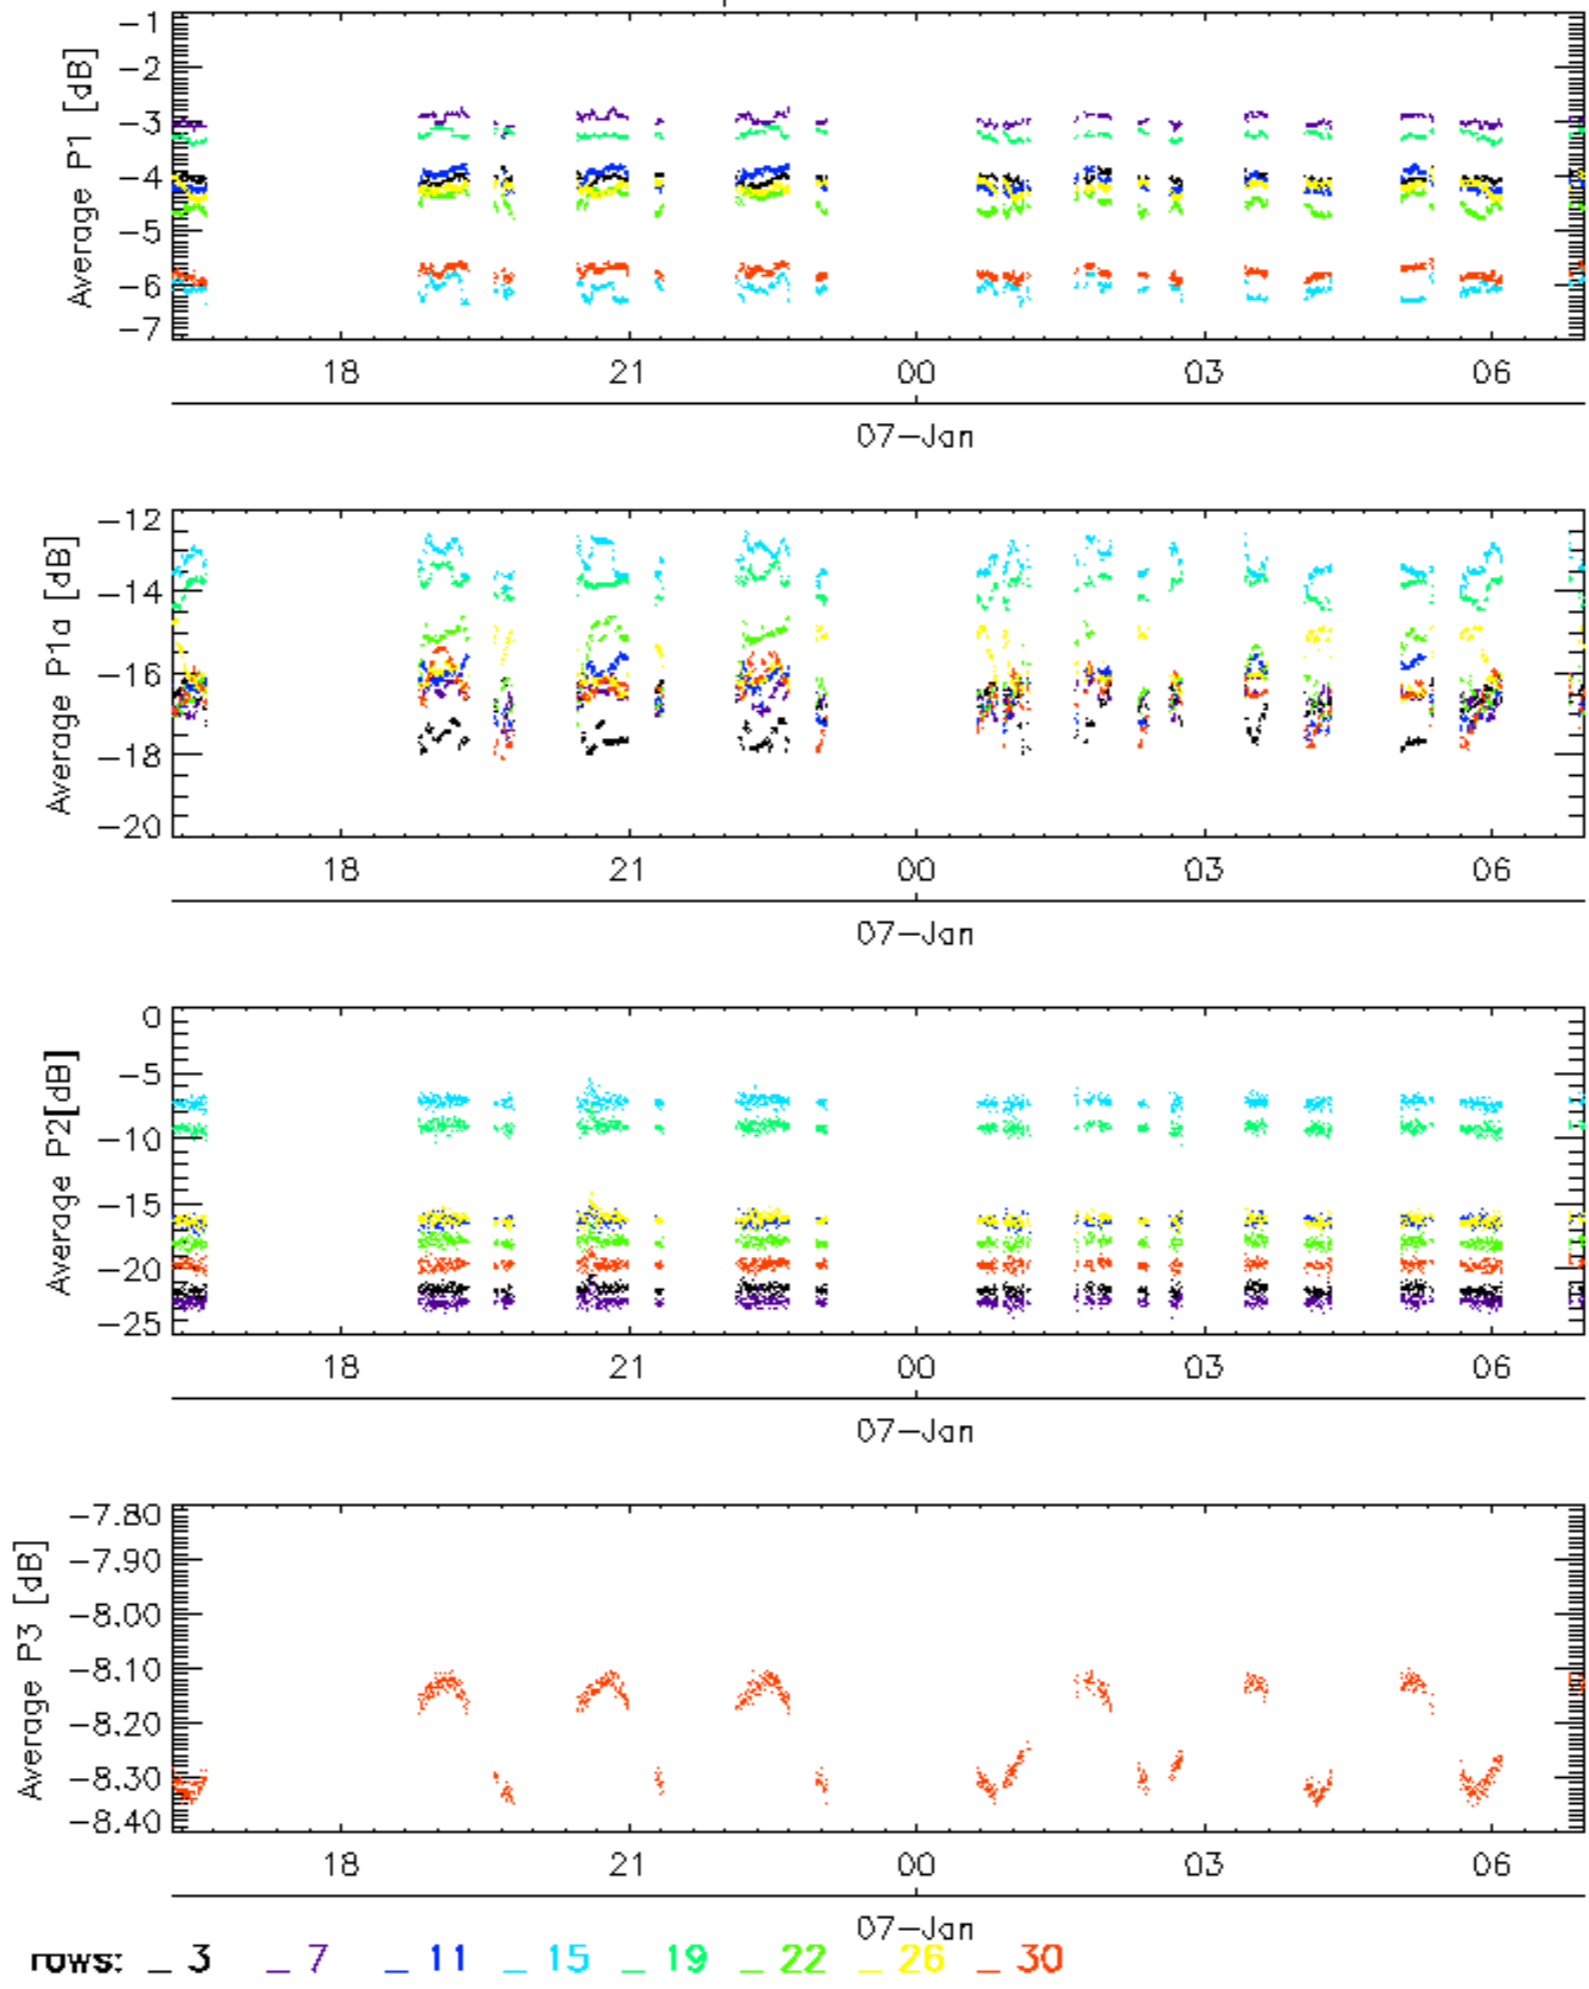 Average P1 [dB]
-1
-2
-3
-4
-5
-6
-7
18 21 00 03 06
07-Jan
Average P1a [dB]
-12
-14
-16
-18
-20
18 21 00 03 06
07-Jan
Average P2[dB]
0
-5
-10
-15
-20
-25
18 21 00 03 06
07-Jan
Average P3 [dB]
-7.80
-7.90
-8.00
-8.10
-8.20
-8.30
-8.40
18 21 00 03 06
07-Jan
rows: _ 3 _ 7 _ 11 _ 15 _ 19 _ 22 _ 26 _ 30